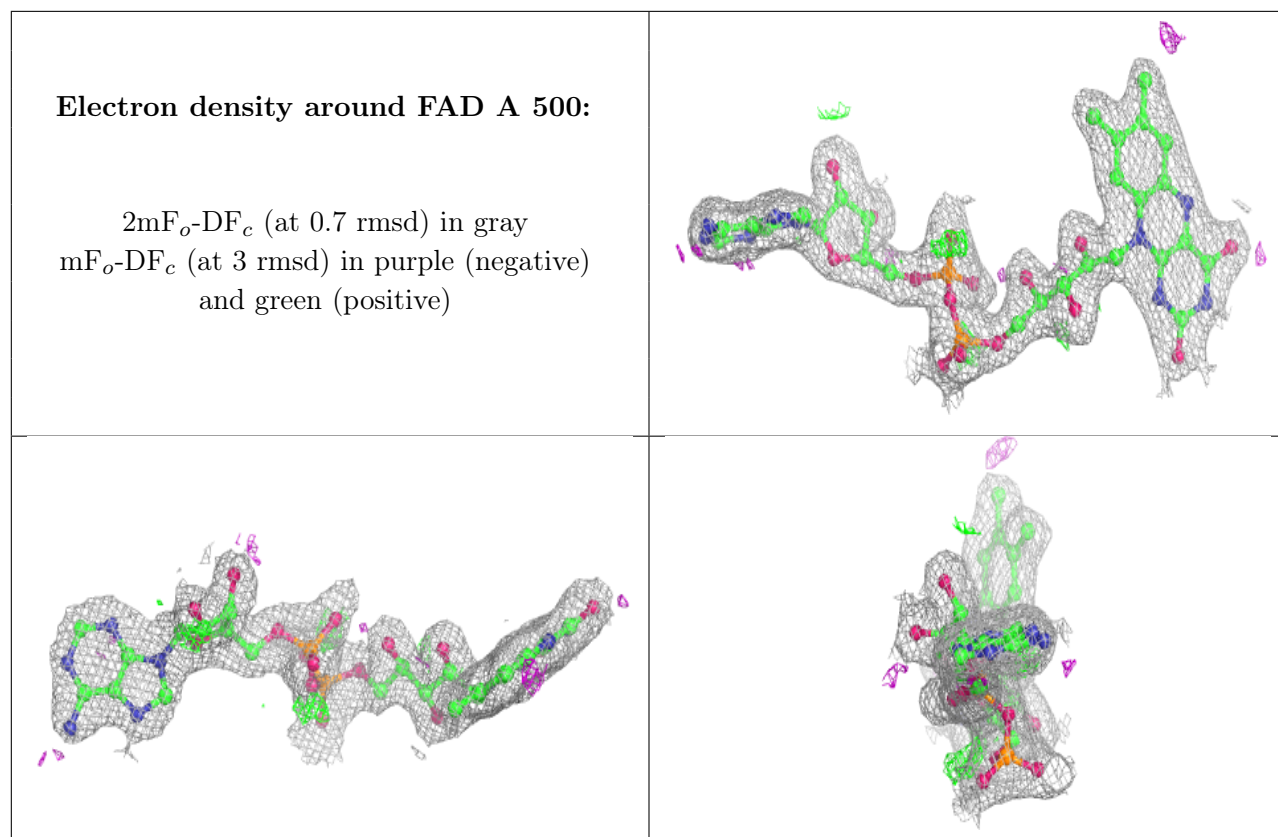 Electron density around FAD A 500:
2mFo-DFc (at 0.7 rmsd) in gray
mFo-DFc (at 3 rmsd) in purple (negative)
and green (positive)